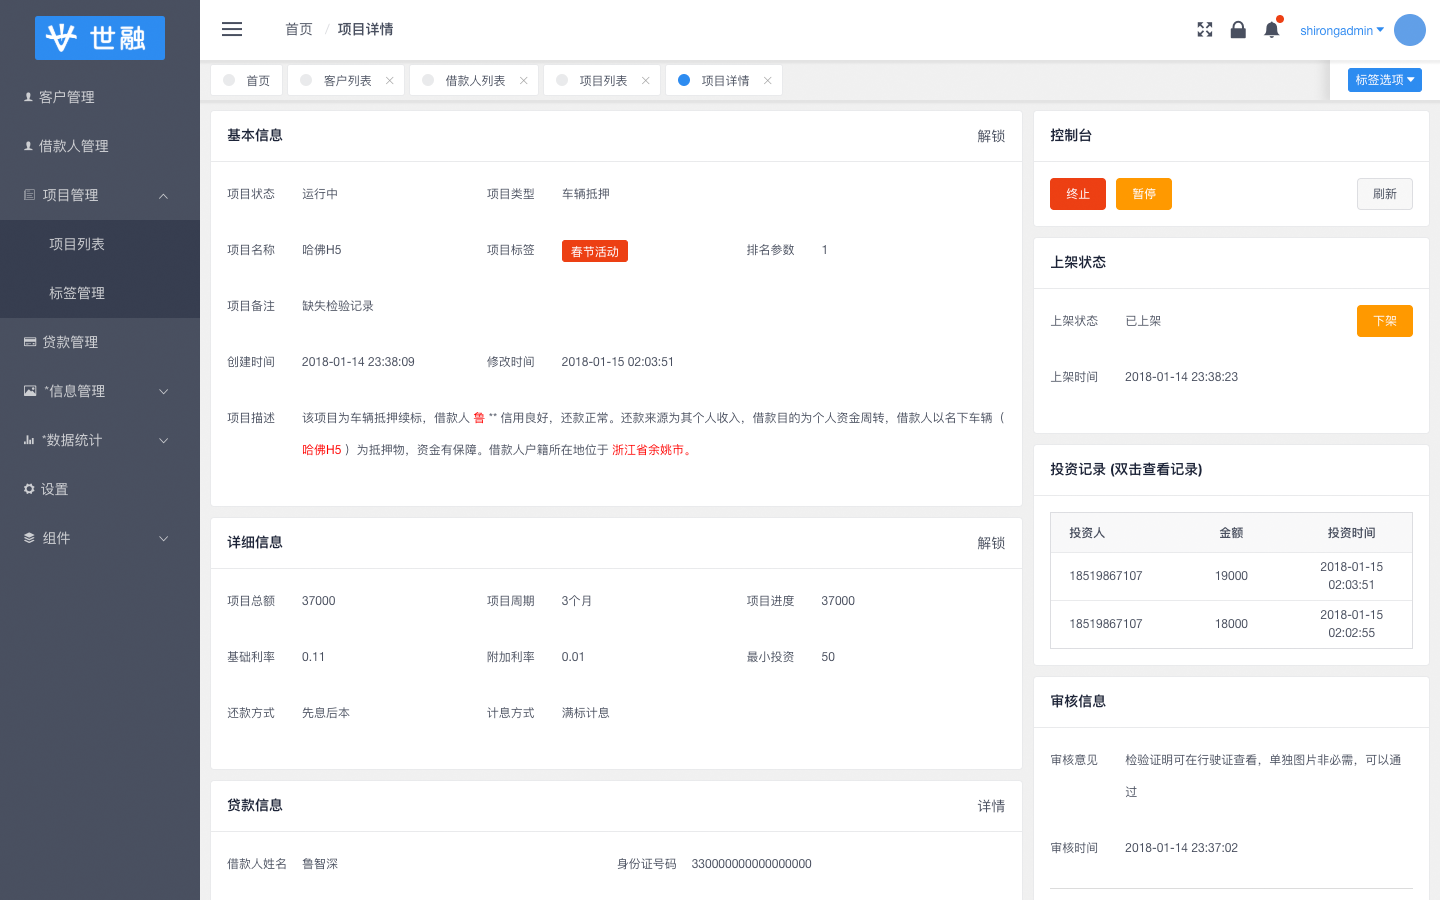 世融
客户管理
借款人管理
项目管理
项目列表
标签管理
贷款管理
*信息管理
*数据统计
设置
组件
首页 / 项目详情
shirongadmin
首页 客户列表 借款人列表 项目列表 项目详情
标签选项
基本信息 解锁
项目状态 运行中 项目类型 车辆抵押
项目名称 哈佛H5 项目标签 春节活动 排名参数 1
项目备注 缺失检验记录
创建时间 2018-01-14 23:38:09 修改时间 2018-01-15 02:03:51
项目描述 该项目为车辆抵押续标，借款人 鲁 ** 信用良好，还款正常。还款来源为其个人收入，借款目的为个人资金周转，借款人以名下车辆（
哈佛H5 ）为抵押物，资金有保障。借款人户籍所在地位于 浙江省余姚市。
详细信息 解锁
项目总额 37000 项目周期 3个月 项目进度 37000
基础利率 0.11 附加利率 0.01 最小投资 50
还款方式 先息后本 计息方式 满标计息
贷款信息 详情
借款人姓名 鲁智深 身份证号码 330000000000000000
控制台
终止 暂停 刷新
上架状态
上架状态 已上架 下架
上架时间 2018-01-14 23:38:23
投资记录 (双击查看记录)
投资人 金额 投资时间
18519867107 19000 2018-01-15
02:03:51
18519867107 18000 2018-01-15
02:02:55
审核信息
审核意见 检验证明可在行驶证查看，单独图片非必需，可以通
过
审核时间 2018-01-14 23:37:02